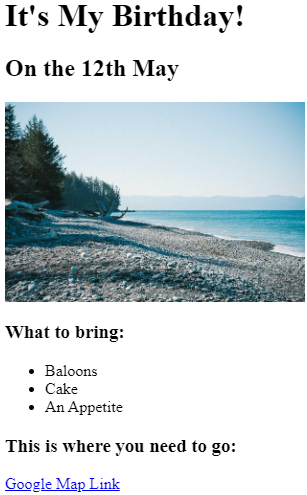 It's My Birthday!
On the 12th May
What to bring:
Baloons
Cake
An Appetite
This is where you need to go:
Google Map Link